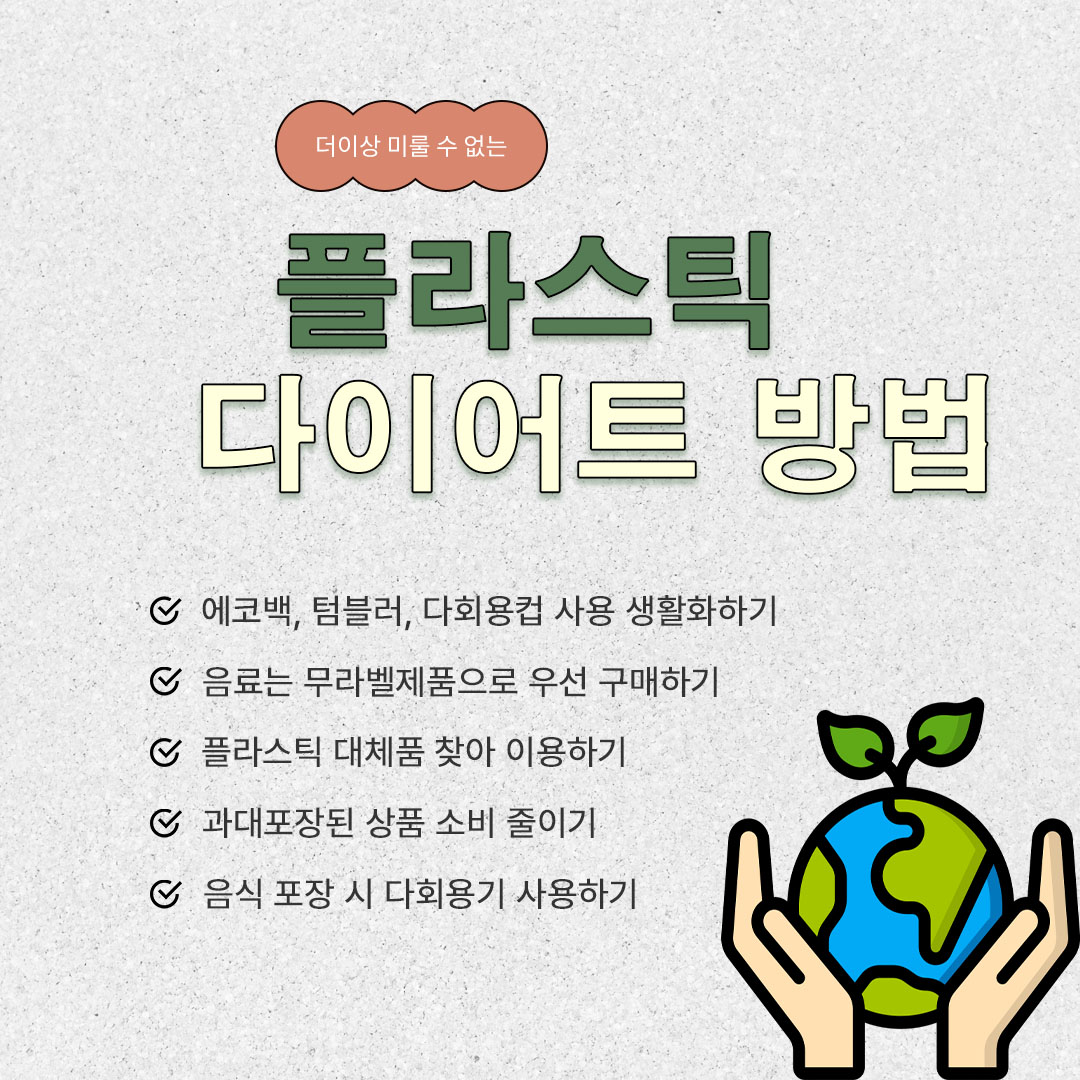 더이상 미룰 수 없는
플라스틱
다이어트 방법
에코백, 텀블러, 다회용컵 사용 생활화하기
음료는 무라벨제품으로 우선 구매하기
플라스틱 대체품 찾아 이용하기
과대포장된 상품 소비 줄이기
음식 포장 시 다회용기 사용하기